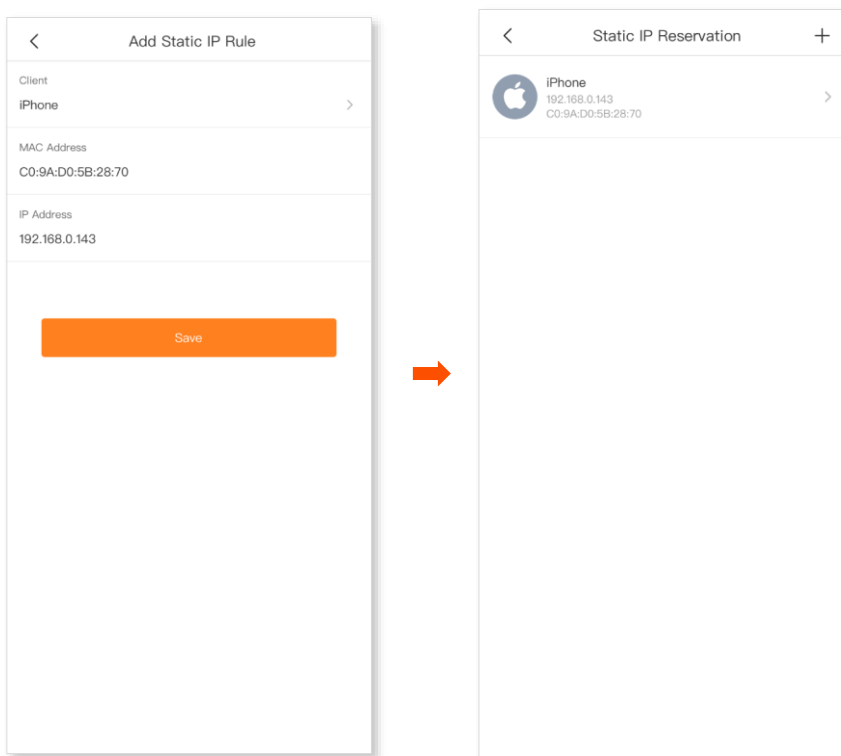 Add Static IP Rule
Client
iPhone
MAC Address
C0:9A:D0:5B:28:70
IP Address
192.168.0.143
Save
Static IP Reservation
iPhone
192.168.0.143
C0:9A:D0:5B:28:70